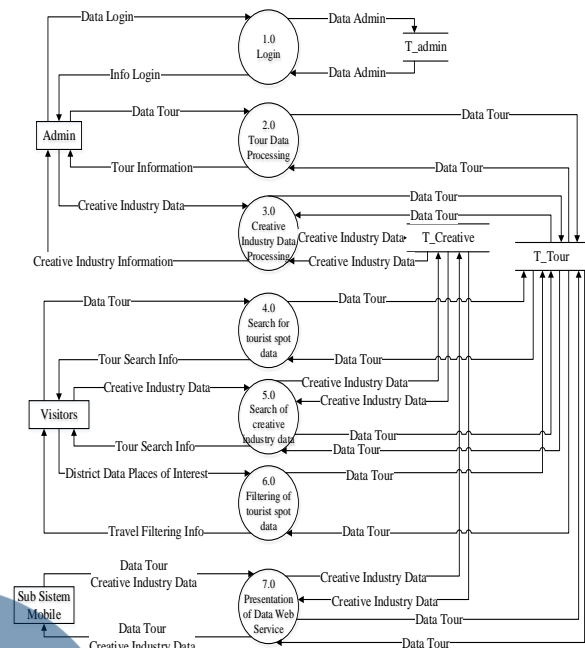 Data Login
Data Admin
1.0
Login
T_admin
Info Login
Data Admin
Data Tour
Data Tour
2.0
Tour Data
Processing
Admin
Tour Information
Data Tour
Creative Industry Data
Data Tour
3.0
Creative
Industry Data
Processing
Data Tour
Creative Industry Data
T_Creative
Creative Industry Information
Creative Industry Data
T_Tour
Data Tour
Data Tour
4.0
Search for
tourist spot
data
Tour Search Info
Data Tour
Creative Industry Data
Creative Industry Data
5.0
Search of
creative
industry data
Creative Industry Data
Visitors
Data Tour
Tour Search Info
Data Tour
District Data Places of Interest
Data Tour
6.0
Filtering of
tourist spot
data
Travel Filtering Info
Data Tour
Data Tour
Creative Industry Data
7.0
Presentation
of Data Web
Service
Creative Industry Data
Sub Sistem
Mobile
Creative Industry Data
Data Tour
Data Tour
Creative Industry Data
Data Tour